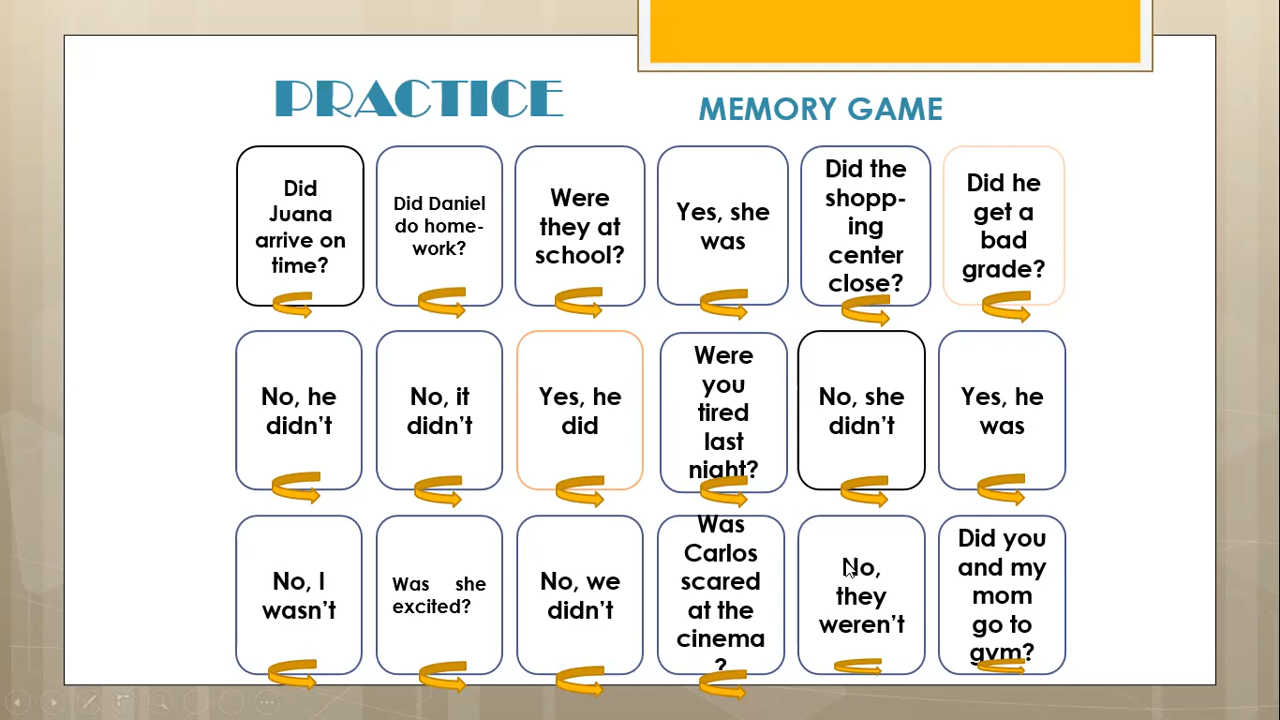 PRACTICE
MEMORY GAME
Did
Juana
arrive on
time?
Did Daniel
do home-
work?
Were
they at
school?
Yes, she
was
Did the
shopp-
ing
center
close?
Did he
get a
bad
grade?
No, he
didn't
No, it
didn't
Yes, he
did
Were
you
tired
last
night?
No, she
didn't
Yes, he
was
No, I
wasn't
Was she
excited?
No, we
didn't
Was
Carlos
scared
at the
cinema
?
No,
they
weren't
Did you
and my
mom
go to
gym?